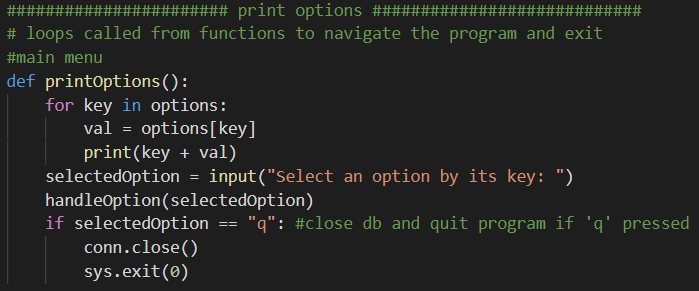 ####################### print options ############################
# loops called from functions to navigate the program and exit
#main menu
def printOptions():
    for key in options:
        val = options[key]
        print(key + val)
    selectedOption = input("Select an option by its key: ")
    handleOption(selectedOption)
    if selectedOption == "q": #close db and quit program if 'q' pressed
        conn.close()
        sys.exit(0)